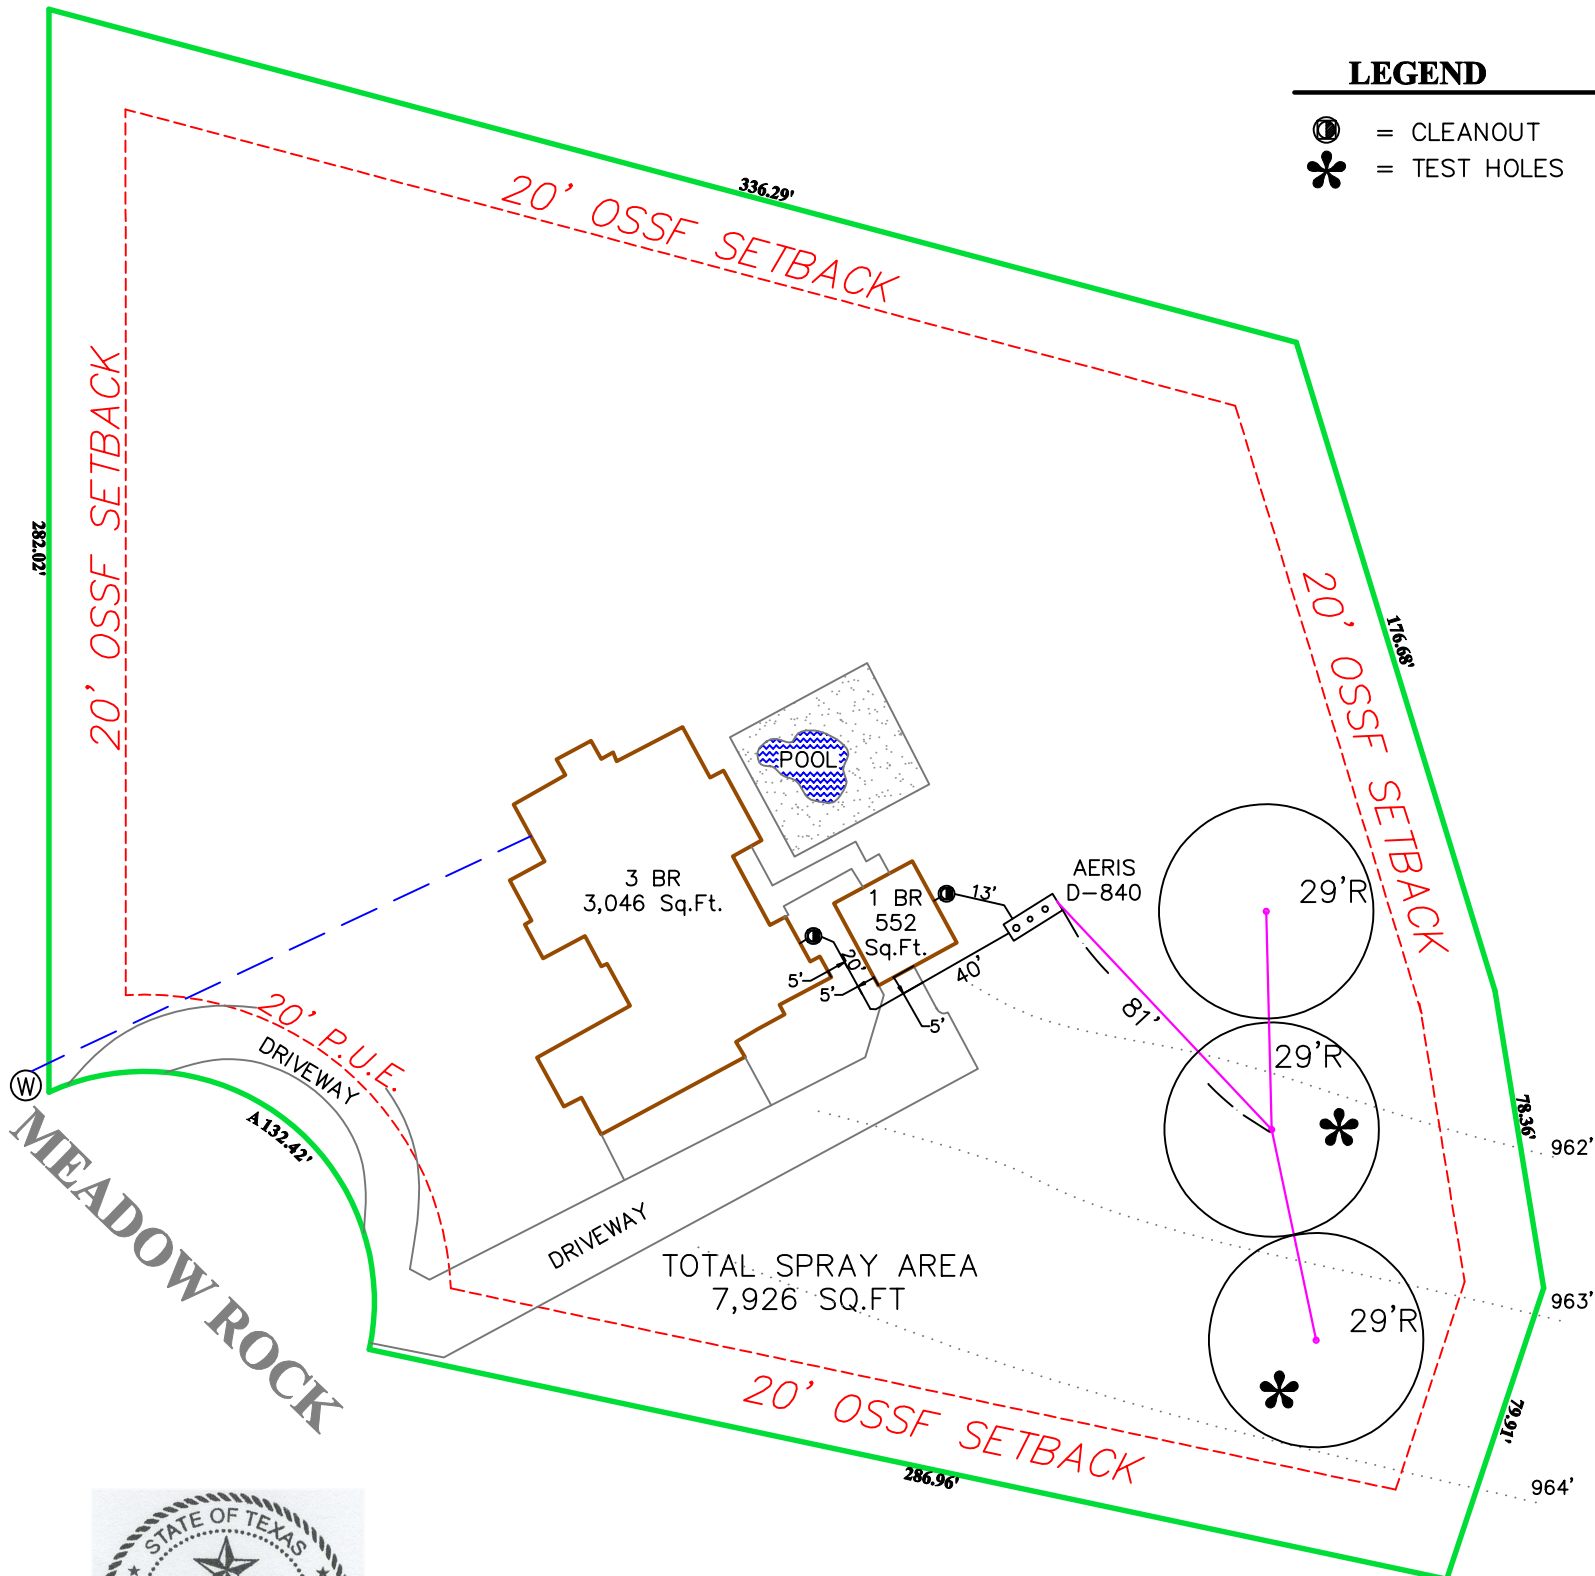 LEGEND
= CLEANOUT
= TEST HOLES
336.29'
20' OSSF SETBACK
20' OSSF SETBACK
282.02'
20' OSSF SETBACK
176.68'
POOL
3 BR
3,046 Sq.Ft.
1 BR
552
Sq.Ft.
13'
AERIS
D-840
20'
5'
5'
5'
40'
81'
29'R
29'R
29'R
20' P.U.E.
DRIVEWAY
W
A 132.42'
MEADOW ROCK
DRIVEWAY
TOTAL SPRAY AREA
7,926 SQ.FT
78.36'
962'
963'
79.91'
964'
20' OSSF SETBACK
286.96'
STATE OF TEXAS